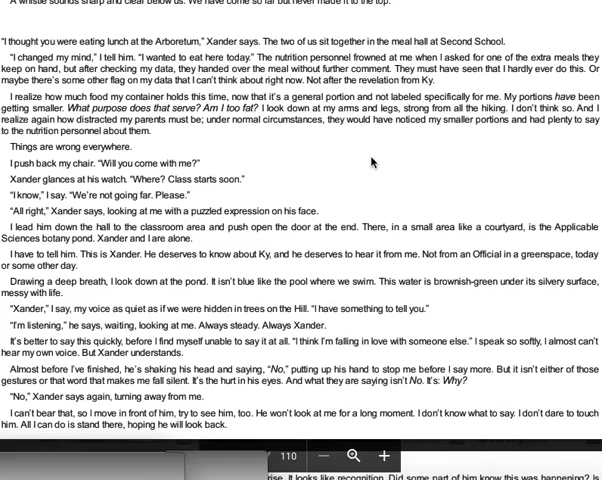 A whistle sounds sharp and clear below us. We have come so far but never made it to the top.
“I thought you were eating lunch at the Arboretum,” Xander says. The two of us sit together in the meal hall at Second School.
“I changed my mind,” I tell him. “I wanted to eat here today.” The nutrition personnel frowned at me when I asked for one of the extra meals they
keep on hand, but after checking my data, they handed over the meal without further comment. They must have seen that I hardly ever do this. Or
maybe there’s some other flag on my data that I can’t think about right now. Not after the revelation from Ky.
I realize how much food my container holds this time, now that it’s a general portion and not labeled specifically for me. My portions have been
getting smaller. What purpose does that serve? Am I too fat? I look down at my arms and legs, strong from all the hiking. I don’t think so. And I
realize again how distracted my parents must be; under normal circumstances, they would have noticed my smaller portions and had plenty to say
to the nutrition personnel about them.
Things are wrong everywhere.
I push back my chair. “Will you come with me?”
Xander glances at his watch. “Where? Class starts soon.”
“I know,” I say. “We’re not going far. Please.”
“All right,” Xander says, looking at me with a puzzled expression on his face.
I lead him down the hall to the classroom area and push open the door at the end. There, in a small area like a courtyard, is the Applicable
Sciences botany pond. Xander and I are alone.
I have to tell him. This is Xander. He deserves to know about Ky, and he deserves to hear it from me. Not from an Official in a greenspace, today
or some other day.
Drawing a deep breath, I look down at the pond. It isn’t blue like the pool where we swim. This water is brownish-green under its silvery surface,
messy with life.
“Xander,” I say, my voice as quiet as if we were hidden in trees on the Hill. “I have something to tell you.”
“I’m listening,” he says, waiting, looking at me. Always steady. Always Xander.
It’s better to say this quickly, before I find myself unable to say it at all. “I think I’m falling in love with someone else.” I speak so softly, I almost can’t
hear my own voice. But Xander understands.
Almost before I’ve finished, he’s shaking his head and saying, “No,” putting up his hand to stop me before I say more. But it isn’t either of those
gestures or that word that makes me fall silent. It’s the hurt in his eyes. And what they are saying isn’t No. It’s: Why?
“No,” Xander says again, turning away from me.
I can’t bear that, so I move in front of him, try to see him, too. He won’t look at me for a long moment. I don’t know what to say. I don’t dare to touch
him. All I can do is stand there, hoping he will look back.
110
rise. It looks like recognition. Did some part of him know this was happening? Is